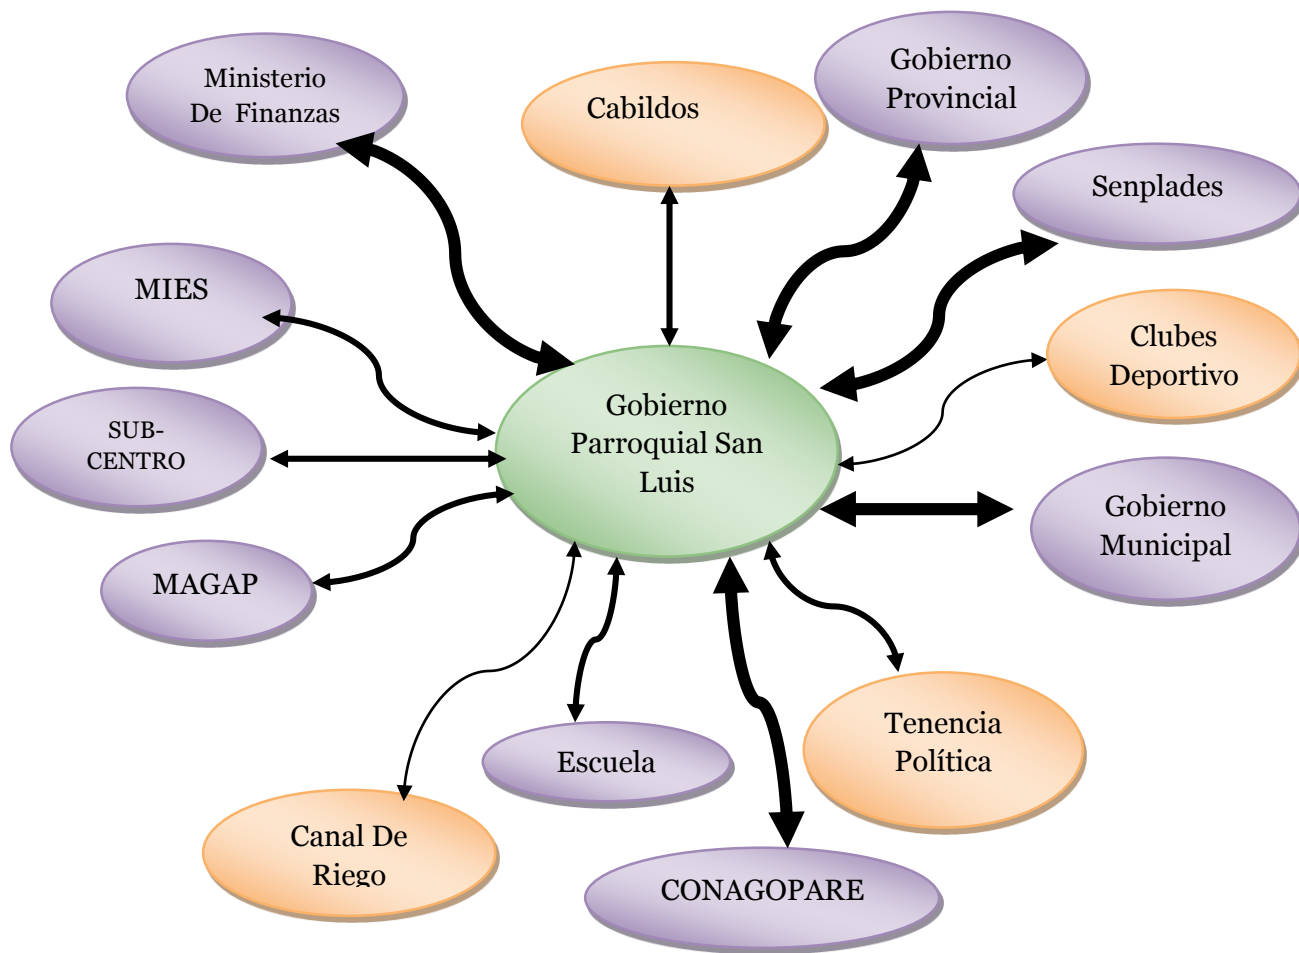 Ministerio
De Finanzas
Cabildos
Gobierno
Provincial
Senplades
MIES
Clubes
Deportivo
SUB-
CENTRO
Gobierno
Parroquial San
Luis
Gobierno
Municipal
MAGAP
Tenencia
Política
Escuela
Canal De
Riego
CONAGOPARE